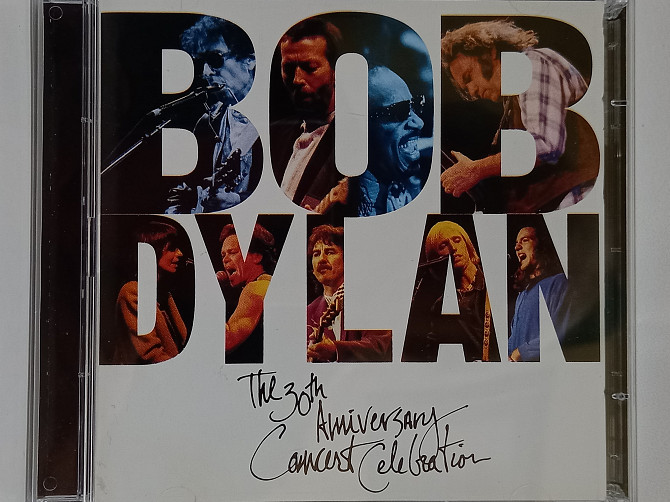 BOB
DYLAN
The 30th
Anniversary
Concert Celebration